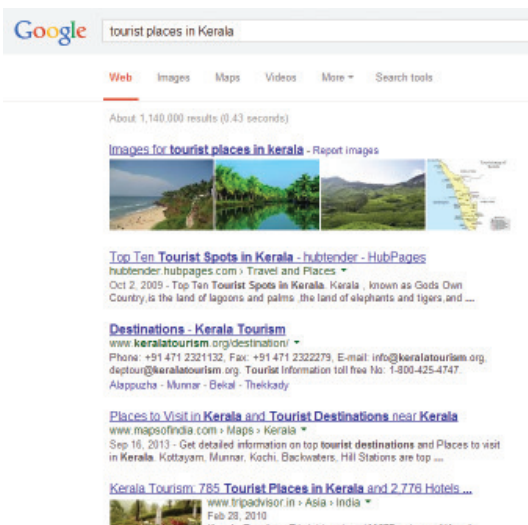 Google
tourist places in Kerala
Web Images Maps Videos More Search tools
About 1,140,000 results (0.43 seconds)
Images for tourist places in kerala - Report images
Top Ten Tourist Spots in Kerala - hubtender - HubPages
hubtender.hubpages.com › Travel and Places
Oct 2, 2009 - Top Ten Tourist Spots in Kerala. Kerala , known as Gods Own
Country,is the land of lagoons and palms ,the land of elephants and tigers,and ....
Destinations - Kerala Tourism
www.keralatourism.org/destination/
Phone: +91 471 2321132, Fax: +91 471 2322279, E-mail: info@keralatourism.org,
deptour@keralatourism.org. Tourist Information toll free No: 1-800-425-4747.
Alappuzha - Munnar - Bekal - Thekkady
Places to Visit in Kerala and Tourist Destinations near Kerala
www.mapsofindia.com › Maps › Kerala
Sep 16, 2013 - Get detailed information on top tourist destinations and Places to visit
in Kerala. Kottayam, Munnar, Kochi, Backwaters, Hill Stations are top ....
Kerala Tourism: 785 Tourist Places in Kerala and 2,776 Hotels ...
www.tripadvisor.in › Asia › India
Feb 28, 2010